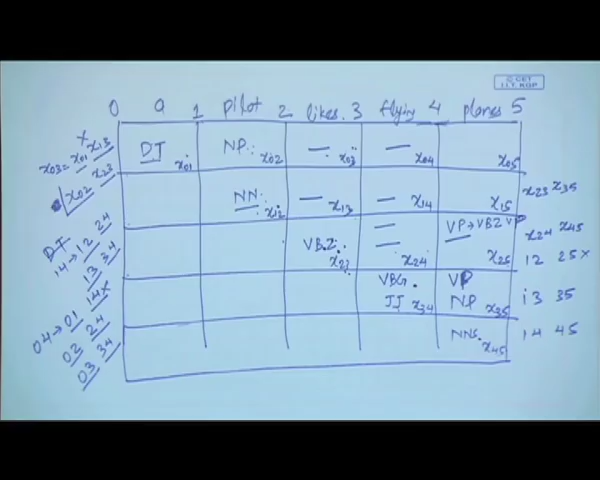 © CET
I.I.T. KGP
0 a 1 pilot 2 likes 3 flying 4 planes 5
DT x01 NP x02 — x03 — x04 x05
NN x12 — x13 — x14 x15
VBZ x23 — x24 VP→VBZ VP x25
VBG JJ x34 VP NP x35
NNS x45
x03= x01 x13
x02 x23
DT
14→12 24
13 34
14x
04→01
02 24
03 34
x23 x35
x24 x45
12 25x
13 35
14 45